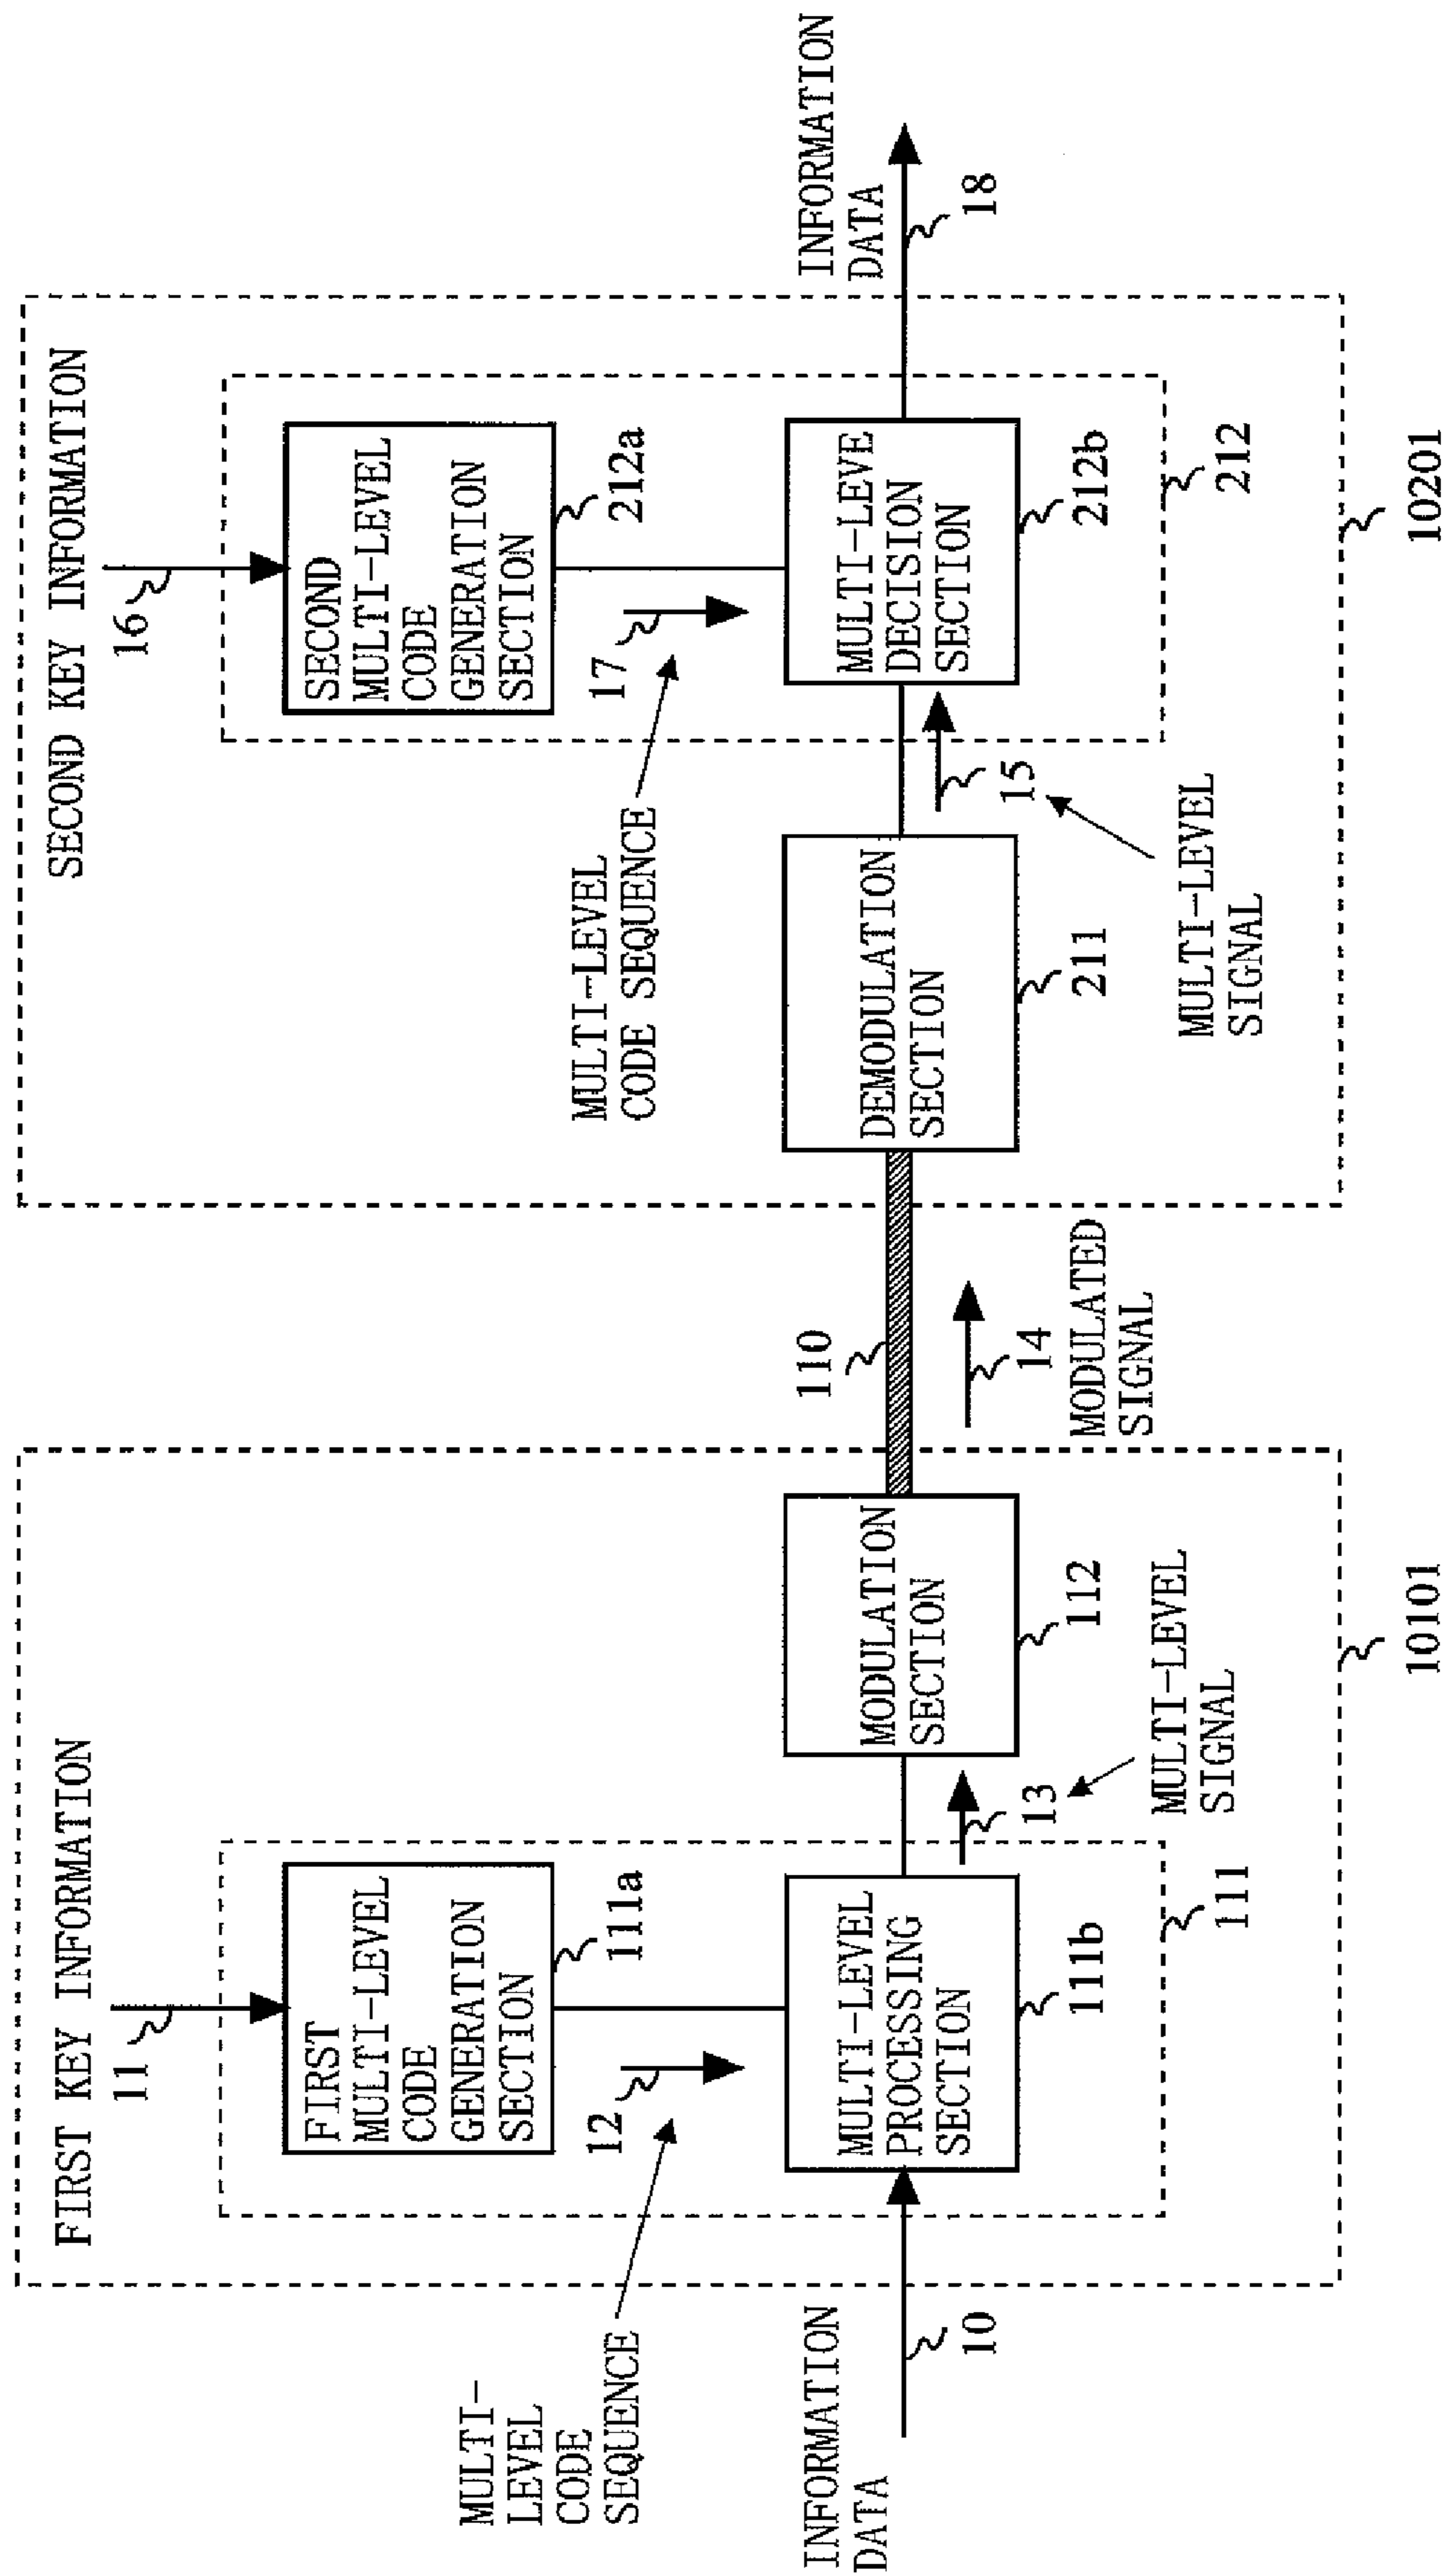 FIRST KEY INFORMATION
11
FIRST
MULTI-LEVEL
CODE
GENERATION
SECTION
111a
MULTI-
LEVEL
CODE
SEQUENCE
12
INFORMATION
DATA
10
MULTI-LEVEL
PROCESSING
SECTION
111b
111
13
MULTI-LEVEL
SIGNAL
MODULATION
SECTION
112
10101
110
14
MODULATED
SIGNAL
SECOND KEY INFORMATION
16
SECOND
MULTI-LEVEL
CODE
GENERATION
SECTION
212a
MULTI-LEVEL
CODE SEQUENCE
17
DEMODULATION
SECTION
211
15
MULTI-LEVEL
SIGNAL
MULTI-LEVE
DECISION
SECTION
212b
212
10201
INFORMATION
DATA
18